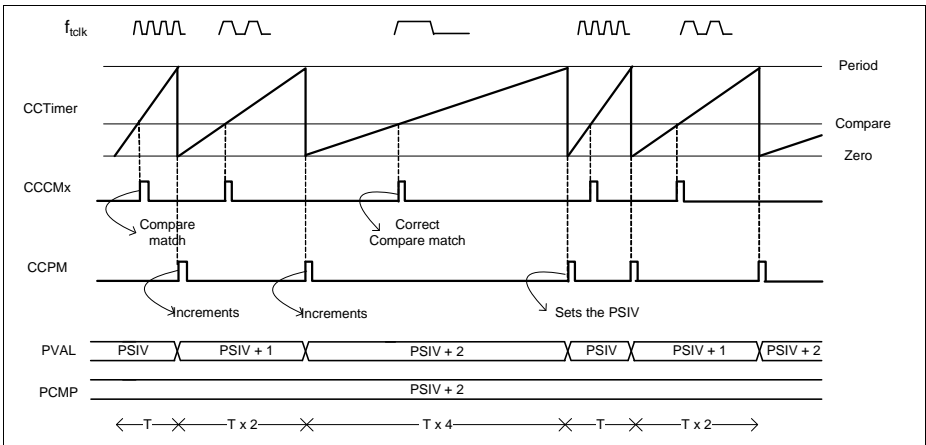 ftclk
Period
CCTimer
Compare
Zero
CCCMx
Compare
match
Correct
Compare match
CCPM
Increments
Increments
Sets the PSIV
PVAL PSIV PSIV + 1 PSIV + 2 PSIV PSIV + 1 PSIV + 2
PCMP PSIV + 2
T T x 2 T x 4 T T x 2